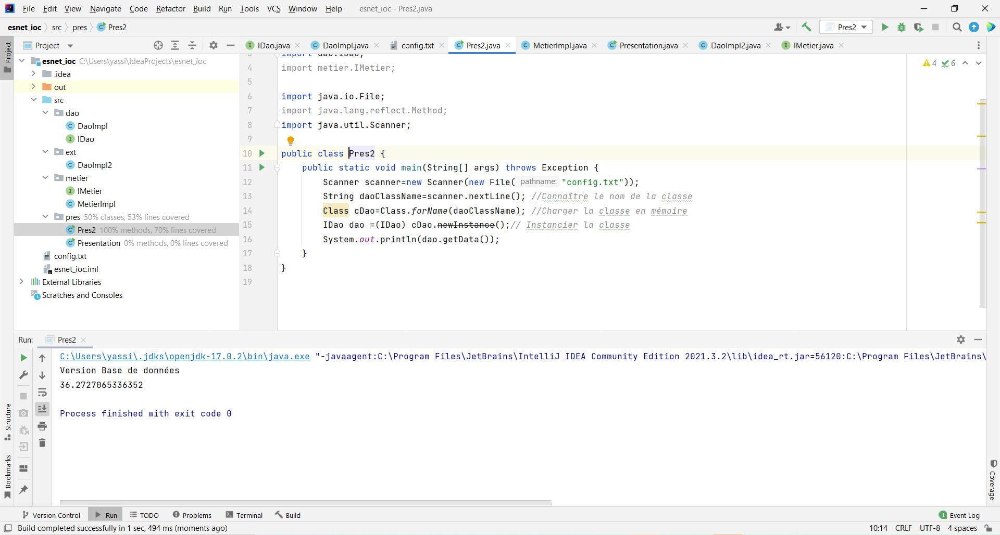 File Edit View Navigate Code Refactor Build Run Tools VCS Window Help esnet_ioc - Pres2.java
esnet_ioc src pres Pres2
Pres2
Project
IDao.java DaoImpl.java config.txt Pres2.java MetierImpl.java Presentation.java DaoImpl2.java IMetier.java
Project
esnet_ioc C:\Users\yassi\IdeaProjects\esnet_ioc
.idea
out
src
dao
DaoImpl
IDao
ext
DaoImpl2
metier
IMetier
MetierImpl
pres 50% classes, 53% lines covered
Pres2 100% methods, 70% lines covered
Presentation 0% methods, 0% lines covered
config.txt
esnet_ioc.iml
External Libraries
Scratches and Consoles
4 6
3 import dao.IDao;
4 import metier.IMetier;
5
6 import java.io.File;
7 import java.lang.reflect.Method;
8 import java.util.Scanner;
9
10 public class Pres2 {
11 public static void main(String[] args) throws Exception {
12 Scanner scanner=new Scanner(new File( pathname: "config.txt"));
13 String daoClassName=scanner.nextLine(); //Connaître le nom de la classe
14 Class cDao=Class.forName(daoClassName); //Charger la classe en mémoire
15 IDao dao =(IDao) cDao.newInstance();// Instancier la classe
16 System.out.println(dao.getData());
17 }
18 }
19
Run: Pres2
C:\Users\yassi\.jdks\openjdk-17.0.2\bin\java.exe "-javaagent:C:\Program Files\JetBrains\IntelliJ IDEA Community Edition 2021.3.2\lib\idea_rt.jar=56120:C:\Program Files\JetBrains\
Version Base de données
36.2727065336352
Process finished with exit code 0
Structure
Bookmarks
Coverage
Version Control Run TODO Problems Terminal Build 1 Event Log
Build completed successfully in 1 sec, 494 ms (moments ago) 10:14 CRLF UTF-8 4 spaces